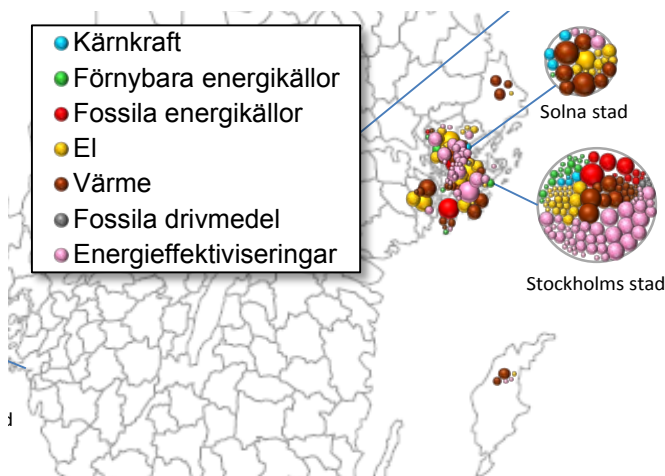 Kärnkraft
Förnybara energikällor
Fossila energikällor
El
Värme
Fossila drivmedel
Energieffektiviseringar
Solna stad
Stockholms stad
d